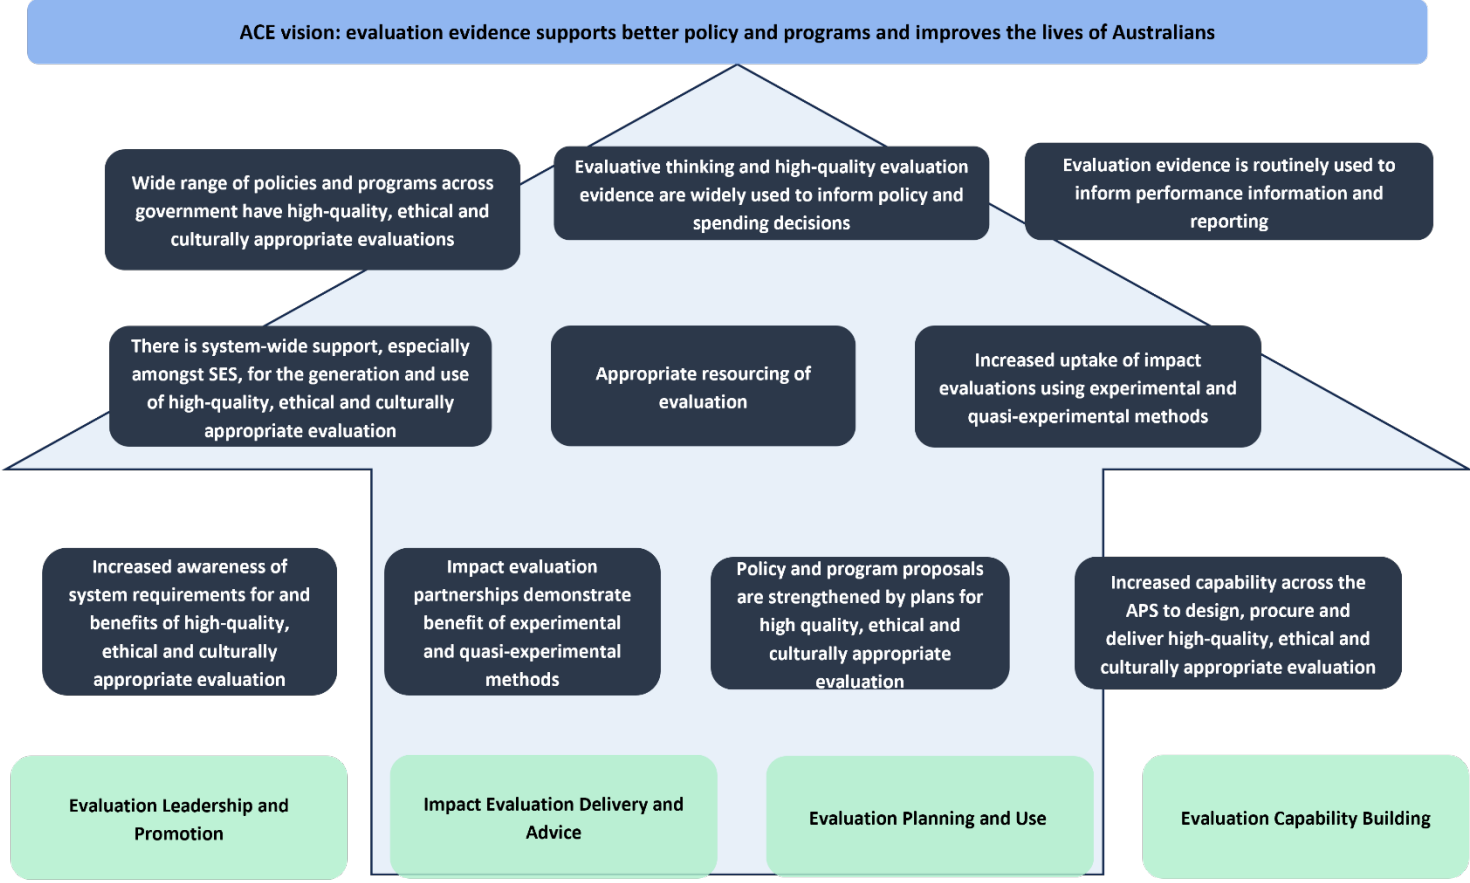 ACE vision: evaluation evidence supports better policy and programs and improves the lives of Australians
Wide range of policies and programs across
government have high-quality, ethical and
culturally appropriate evaluations
Evaluative thinking and high-quality evaluation
evidence are widely used to inform policy and
spending decisions
Evaluation evidence is routinely used to
inform performance information and
reporting
There is system-wide support, especially
amongst SES, for the generation and use
of high-quality, ethical and culturally
appropriate evaluation
Appropriate resourcing of
evaluation
Increased uptake of impact
evaluations using experimental and
quasi-experimental methods
Increased awareness of
system requirements for and
benefits of high-quality,
ethical and culturally
appropriate evaluation
Impact evaluation
partnerships demonstrate
benefit of experimental
and quasi-experimental
methods
Policy and program proposals
are strengthened by plans for
high quality, ethical and
culturally appropriate
evaluation
Increased capability across the
APS to design, procure and
deliver high-quality, ethical and
culturally appropriate evaluation
Evaluation Leadership and
Promotion
Impact Evaluation Delivery and
Advice
Evaluation Planning and Use
Evaluation Capability Building